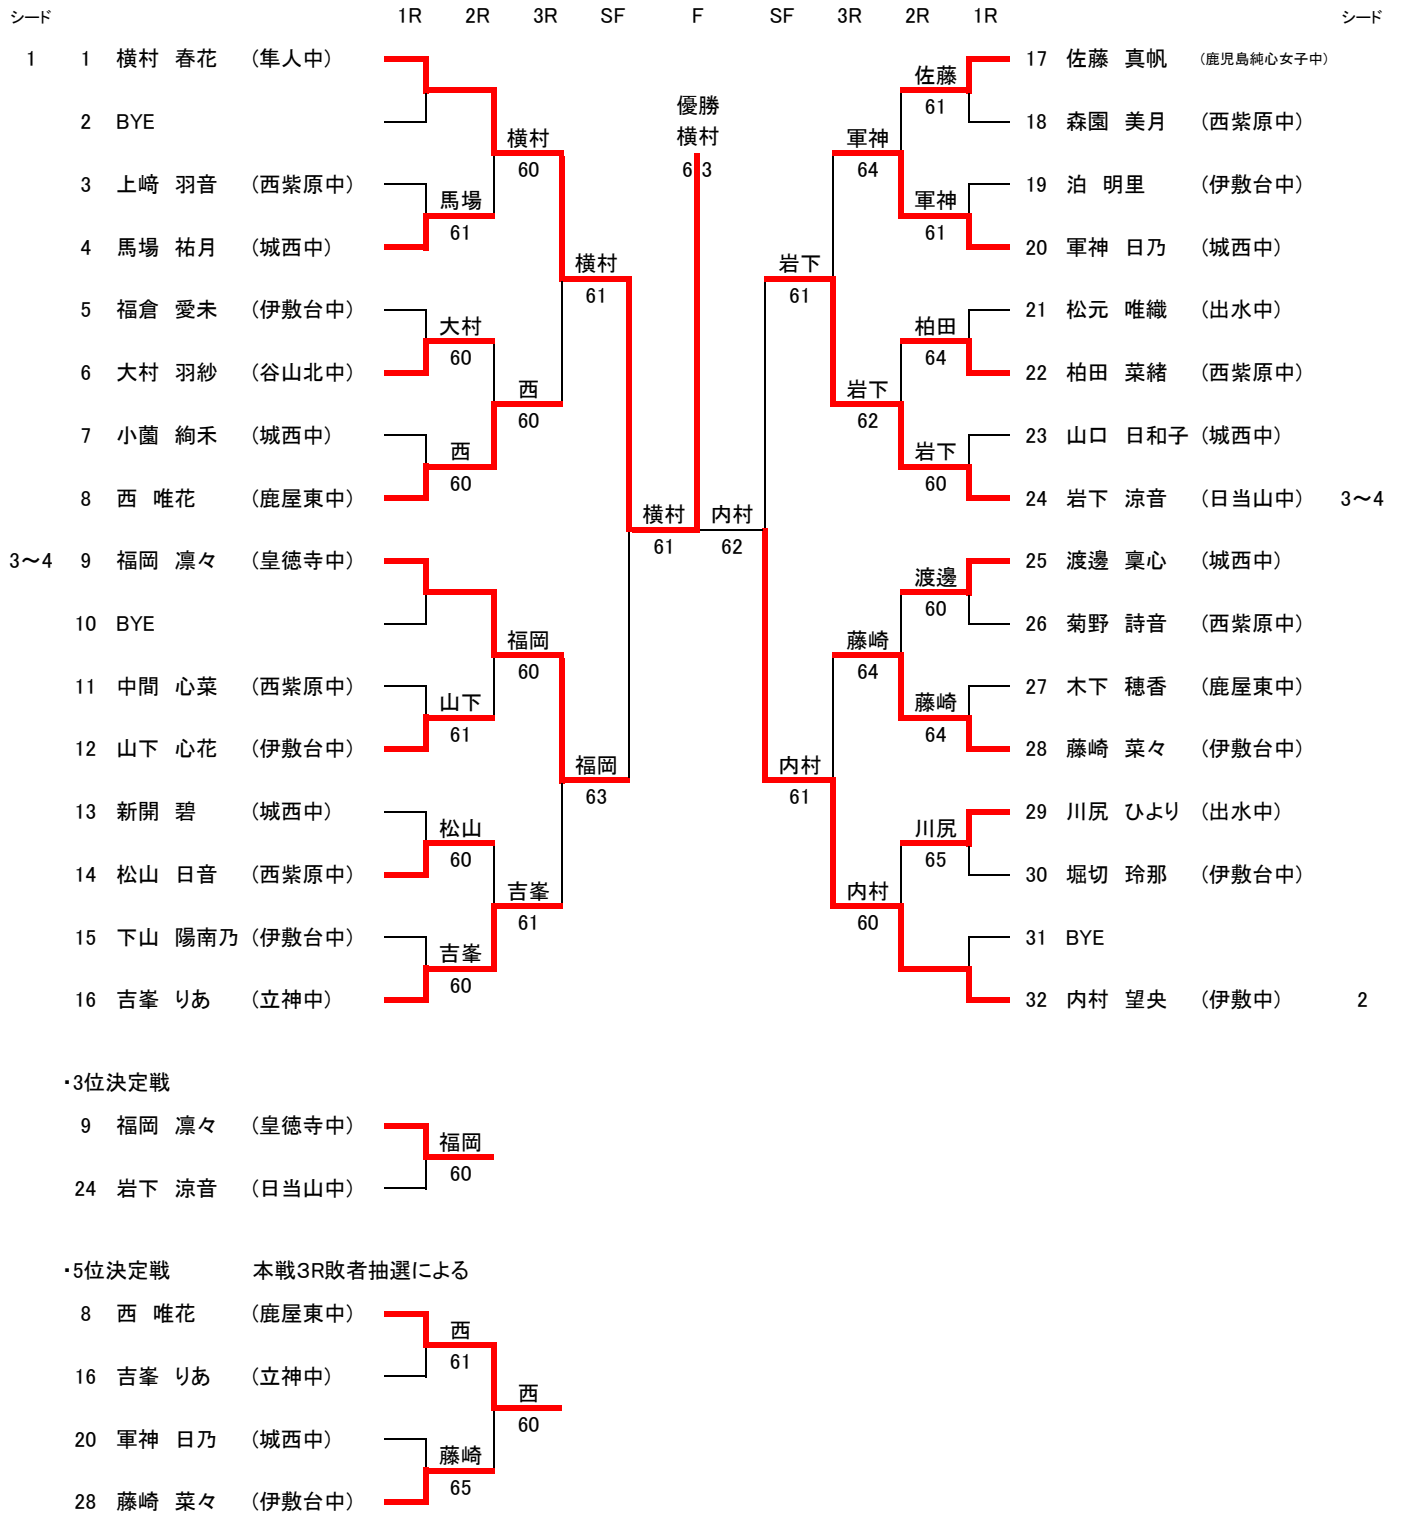 シード 1R 2R 3R SF F SF 3R 2R 1R シード
1 1 横村 春花 (隼人中) 17 佐藤 真帆 (鹿児島純心女子中)
佐藤
優勝
61
2 BYE 18 森園 美月 (西紫原中)
横村 横村 軍神
60 6 3 64
3 上﨑 羽音 (西紫原中) 19 泊 明里 (伊敷台中)
馬場 軍神
61 61
4 馬場 祐月 (城西中) 20 軍神 日乃 (城西中)
横村 岩下
61 61
5 福倉 愛未 (伊敷台中) 21 松元 唯織 (出水中)
大村 柏田
60 64
6 大村 羽紗 (谷山北中) 22 柏田 菜緒 (西紫原中)
西 岩下
60 62
7 小薗 絢禾 (城西中) 23 山口 日和子 (城西中)
西 岩下
60 60
8 西 唯花 (鹿屋東中) 24 岩下 涼音 (日当山中) 3～4
横村 内村
61 62
3～4 9 福岡 凛々 (皇徳寺中) 25 渡邊 稟心 (城西中)
渡邊
60
10 BYE 26 菊野 詩音 (西紫原中)
福岡 藤崎
60 64
11 中間 心菜 (西紫原中) 27 木下 穂香 (鹿屋東中)
山下 藤崎
61 64
12 山下 心花 (伊敷台中) 28 藤崎 菜々 (伊敷台中)
福岡 内村
63 61
13 新開 碧 (城西中) 29 川尻 ひより (出水中)
松山 川尻
60 65
14 松山 日音 (西紫原中) 30 堀切 玲那 (伊敷台中)
吉峯 内村
61 60
15 下山 陽南乃 (伊敷台中) 31 BYE
吉峯
60
16 吉峯 りあ (立神中) 32 内村 望央 (伊敷中) 2
・3位決定戦
9 福岡 凛々 (皇徳寺中)
福岡
60
24 岩下 涼音 (日当山中)
・5位決定戦 本戦3R敗者抽選による
8 西 唯花 (鹿屋東中)
西
61
16 吉峯 りあ (立神中)
西
60
20 軍神 日乃 (城西中)
藤崎
65
28 藤崎 菜々 (伊敷台中)